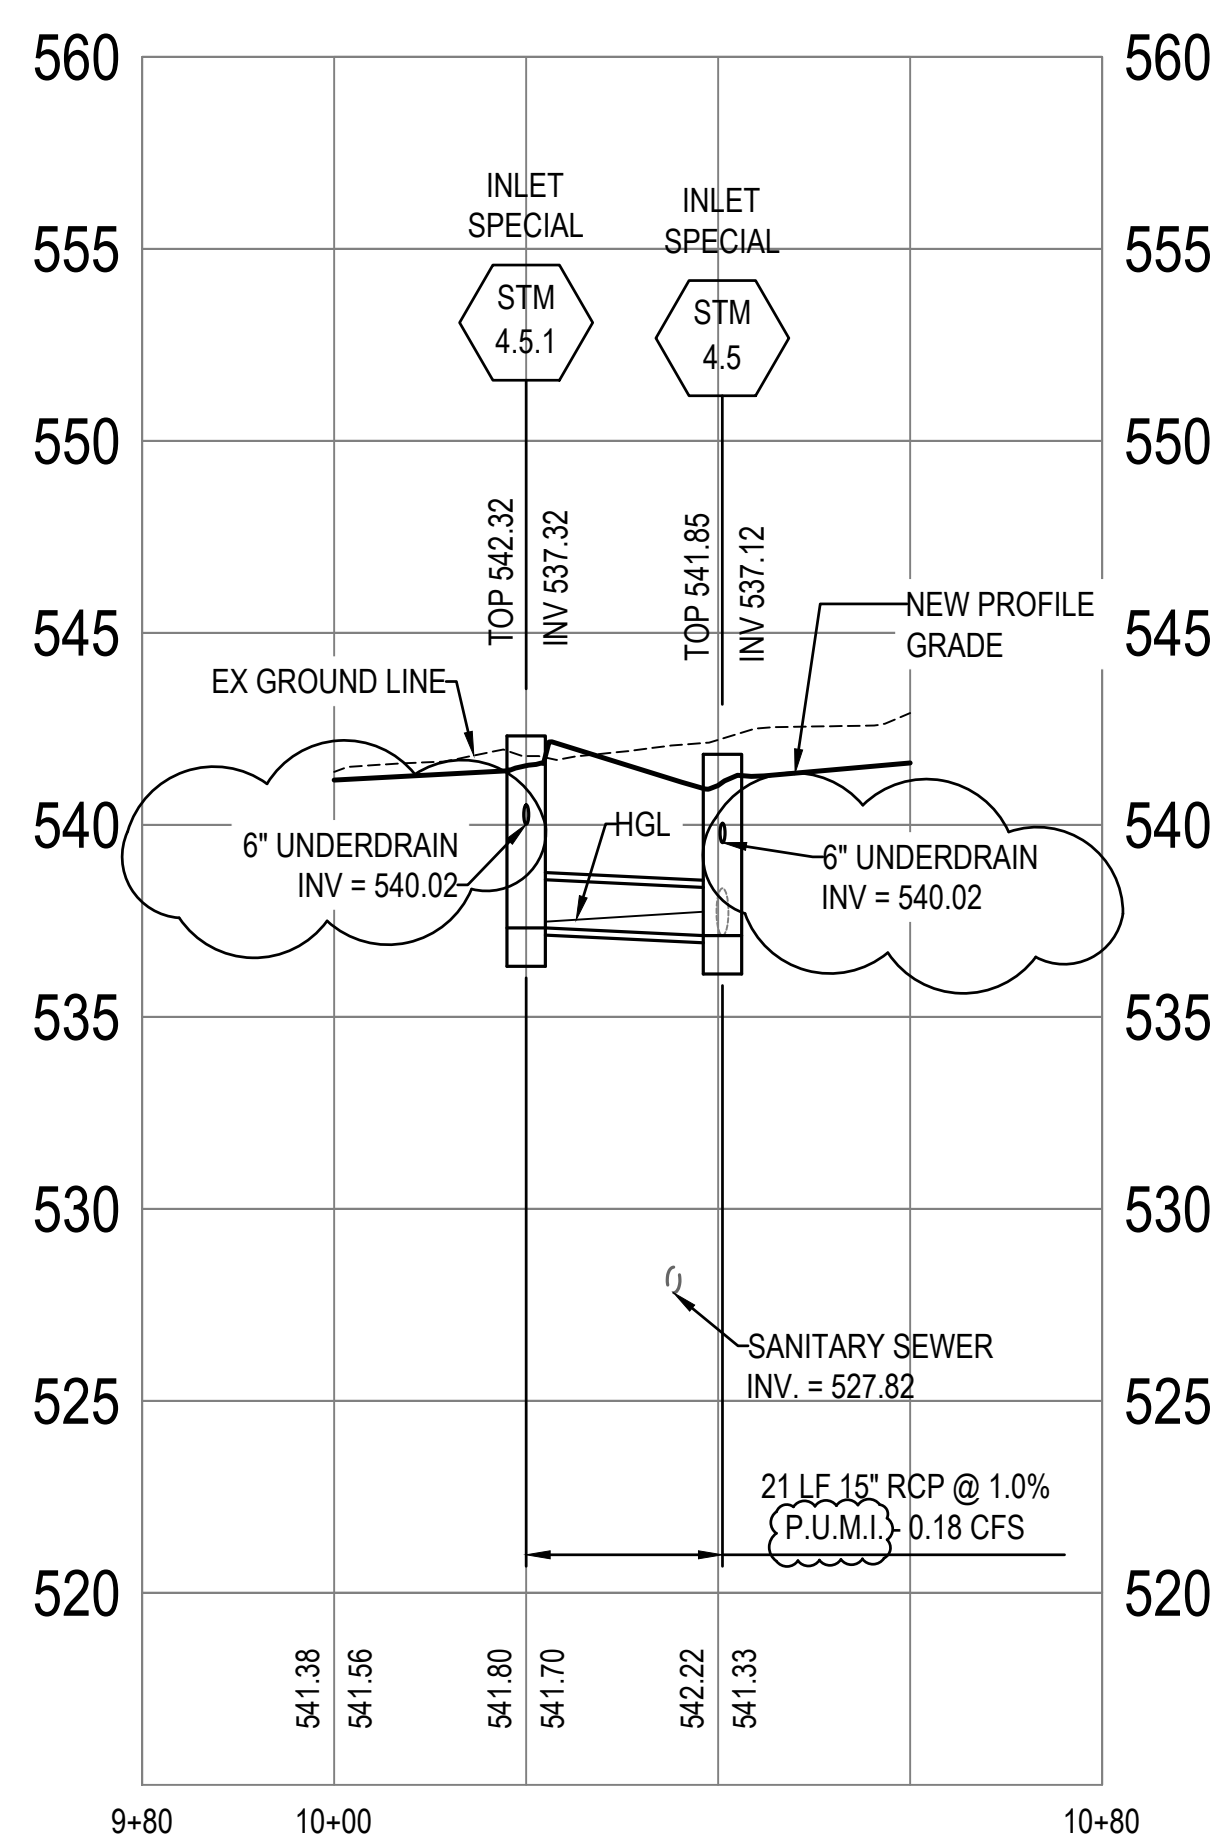 560
560
INLET
SPECIAL
INLET
SPECIAL
555
555
STM
4.5.1
STM
4.5
550
550
TOP 542.32
INV 537.32
TOP 541.85
INV 537.12
NEW PROFILE
GRADE
545
545
EX GROUND LINE
540
540
HGL
6" UNDERDRAIN
INV = 540.02
6" UNDERDRAIN
INV = 540.02
535
535
530
530
SANITARY SEWER
INV. = 527.82
525
525
21 LF 15" RCP @ 1.0%
P.U.M.I. - 0.18 CFS
520
520
541.38
541.56
541.80
541.70
542.22
541.33
9+80
10+00
10+80